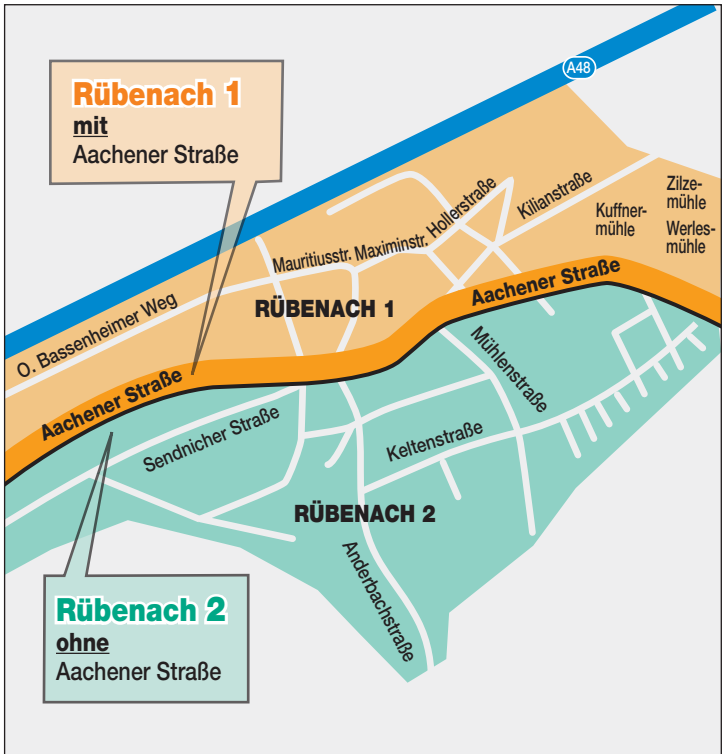 A48
Rübenach 1
mit
Aachener Straße
Zilze-
mühle
Kuffner-
mühle
Werles-
mühle
Kilianstraße
Hollerstraße
Mauritiusstr.
Maximinstr.
O. Bassenheimer Weg
RÜBENACH 1
Aachener Straße
Aachener Straße
Mühlenstraße
Sendnicher Straße
Keltenstraße
RÜBENACH 2
Anderbachstraße
Rübenach 2
ohne
Aachener Straße